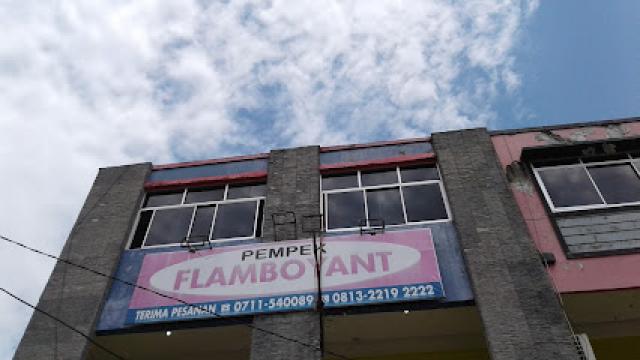 PEMPEK
FLAMBOYANT
TERIMA PESANAN ☎ 0711-540089 ☎ 0813-2219 2222